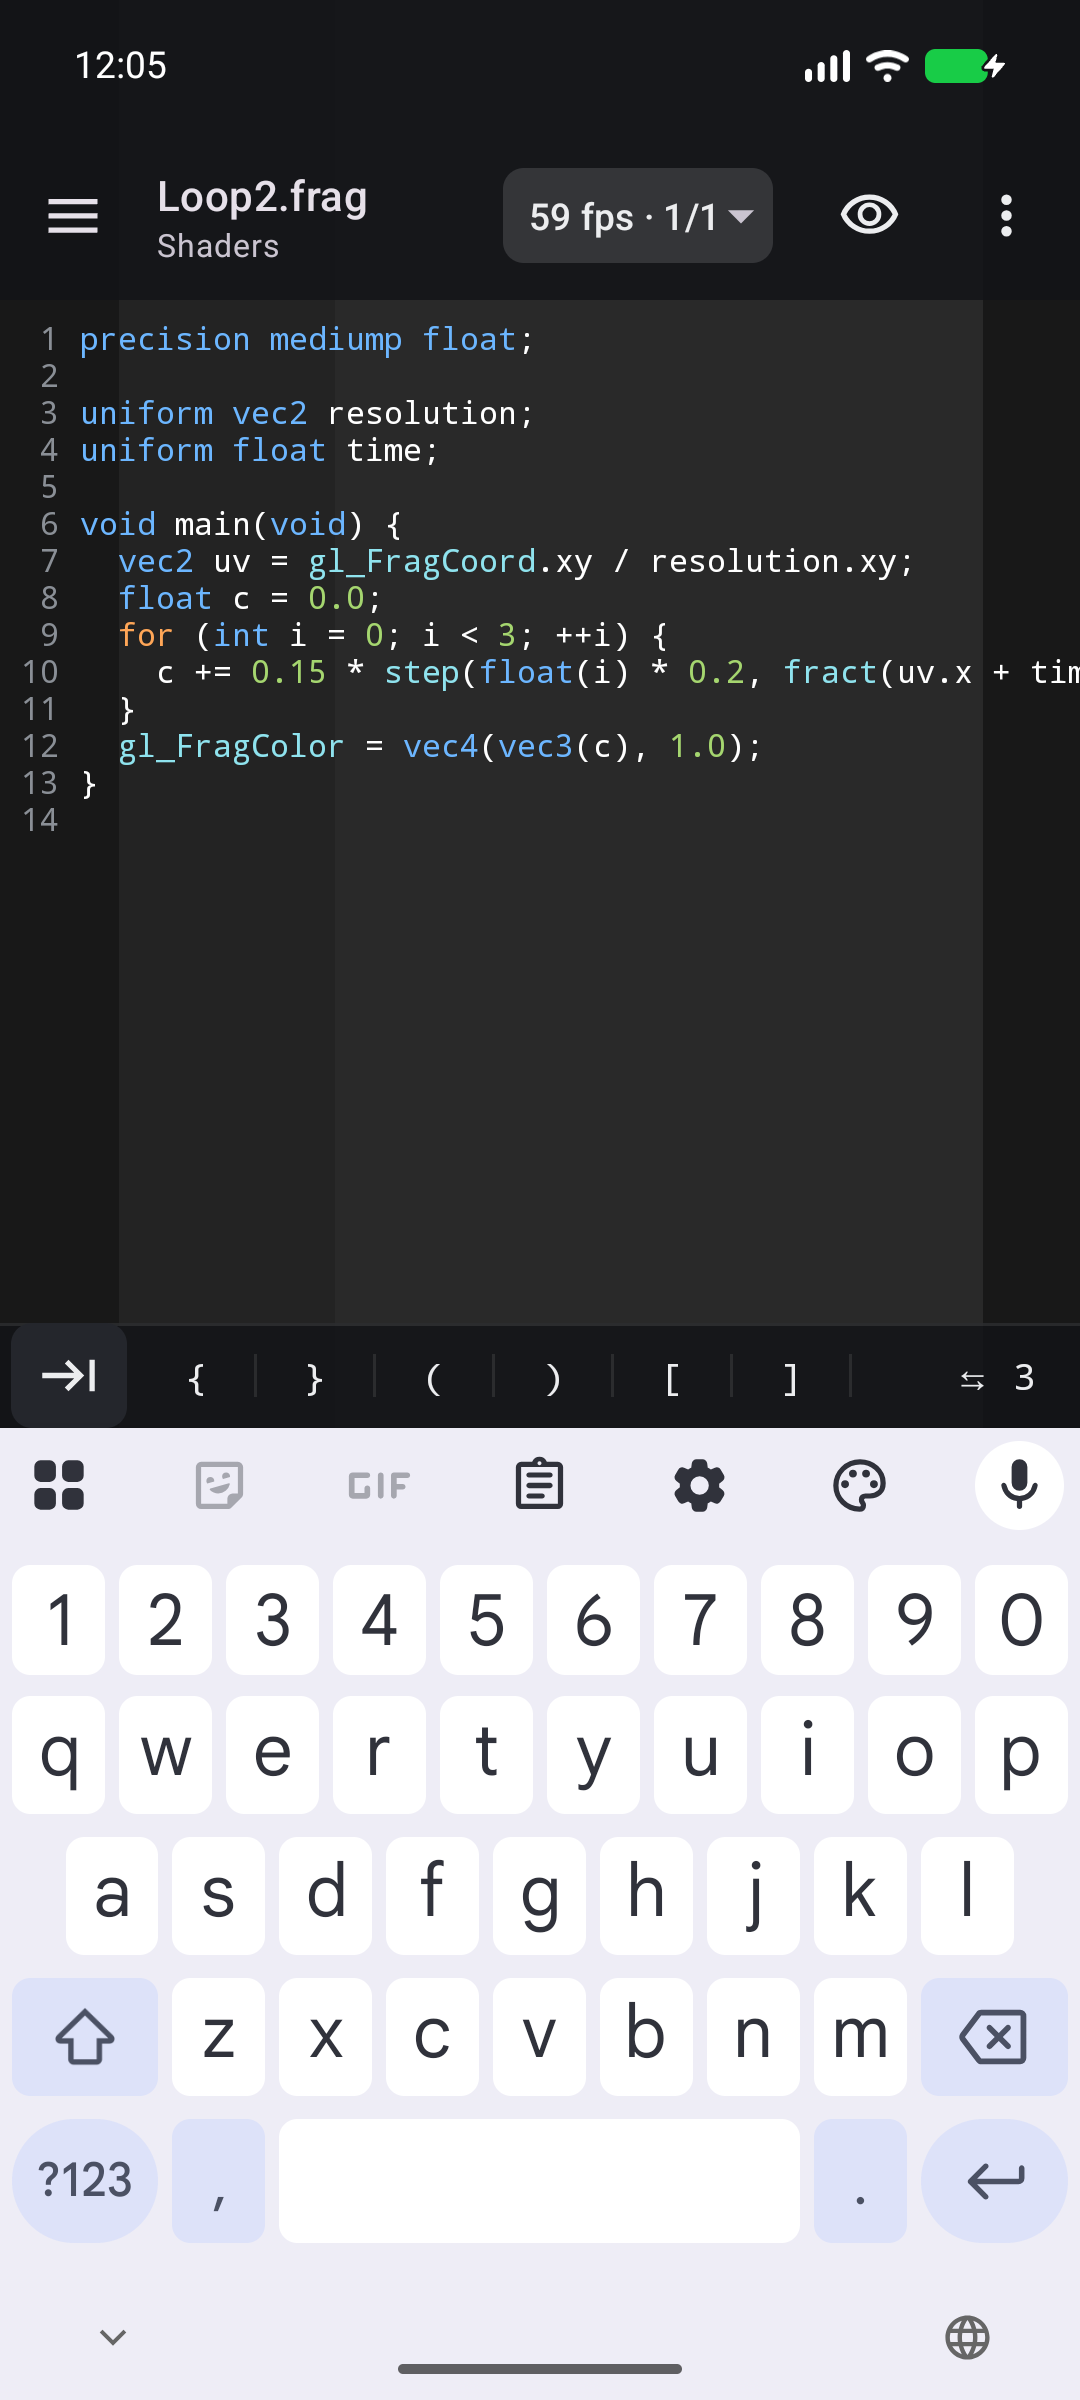 12:05
Loop2.frag
Shaders
59 fps · 1/1
1 precision mediump float;
2
3 uniform vec2 resolution;
4 uniform float time;
5
6 void main(void) {
7   vec2 uv = gl_FragCoord.xy / resolution.xy;
8   float c = 0.0;
9   for (int i = 0; i < 3; ++i) {
10     c += 0.15 * step(float(i) * 0.2, fract(uv.x + tim
11   }
12   gl_FragColor = vec4(vec3(c), 1.0);
13 }
14
{ } ( ) [ ] ⇆ 3
GIF
1 2 3 4 5 6 7 8 9 0
q w e r t y u i o p
a s d f g h j k l
z x c v b n m
?123 , .